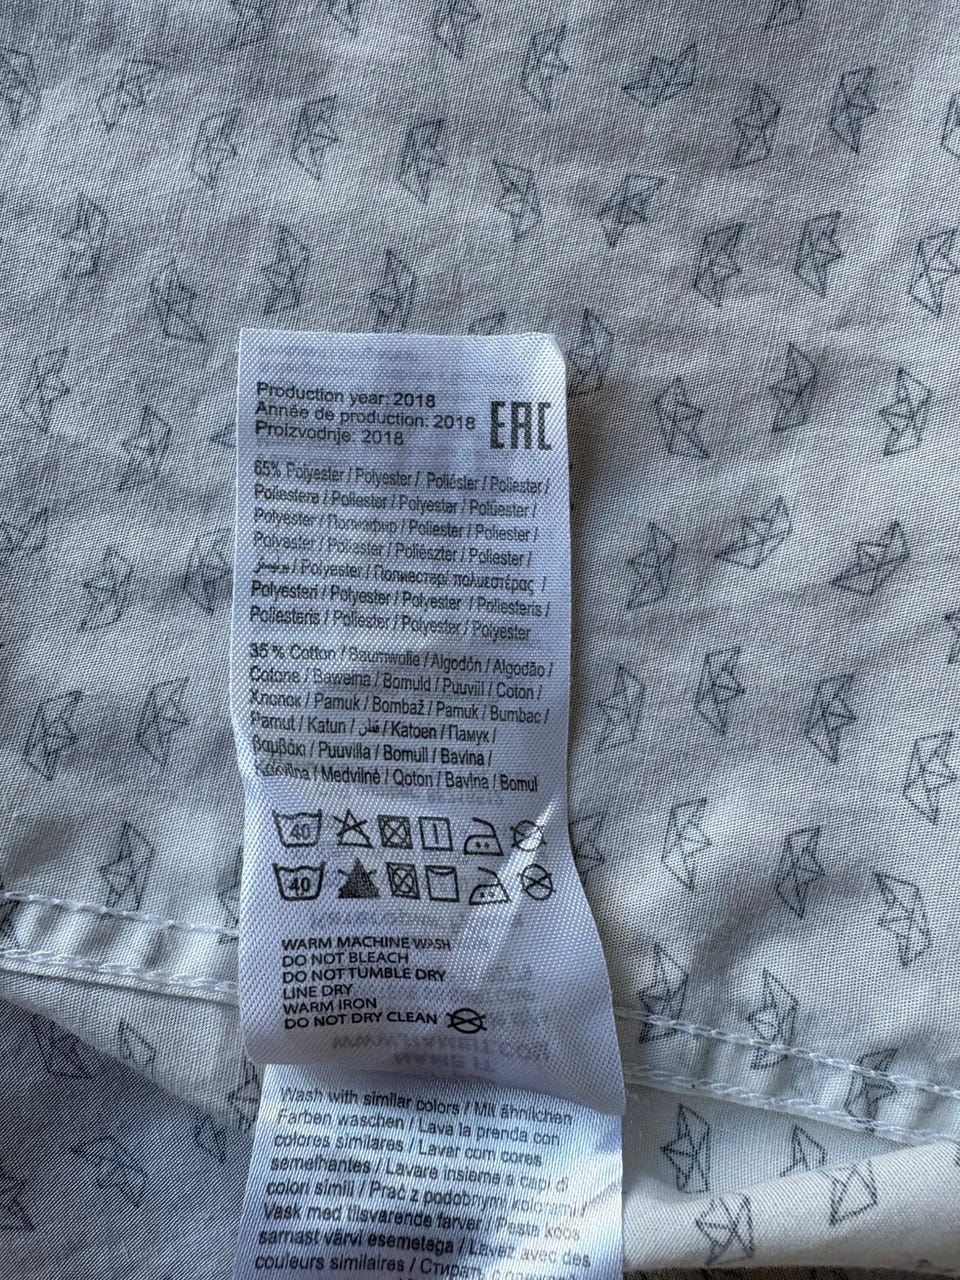 Production year: 2018
Année de production: 2018
Proizvodnje: 2018
EAC
65% Polyester / Polyester / Poliéster / Poliester /
Poliestere / Poliester / Polyester / Polüester /
Polyester / Полиэфир / Poliester / Poliester /
Polyester / Poliester / Poliészter / Poliester /
/ Polyester / Полиестер/ πολυεστέρας /
Polyesteri / Polyester / Polyester / Poliesteris /
Poliesteris / Poliester / Polyester / Polyester
35 % Cotton / Baumwolle / Algodón / Algodão /
Cotone / Bawełna / Bomuld / Puuvill / Coton /
Хлопок / Pamuk / Bombaž / Pamuk / Bumbac /
Pamut / Katun / قطن / Katoen / Памук /
βαμβάκι / Puuvilla / Bomull / Bavlna /
Kokvilna / Medvilnė / Qoton / Bavlna / Bomul
40
40
WARM MACHINE WASH
DO NOT BLEACH
DO NOT TUMBLE DRY
LINE DRY
WARM IRON
DO NOT DRY CLEAN
Wash with similar colors / Mit ähnlichen
Farben waschen / Lava la prenda con
colores similares / Lavar com cores
semelhantes / Lavare insieme a capi di
colori simili / Prać z podobnymi kolorami /
Vask med tilsvarende farver / Pesta koos
sarnast värvi esemetega / Lavez avec des
couleurs similaires / Стирать с